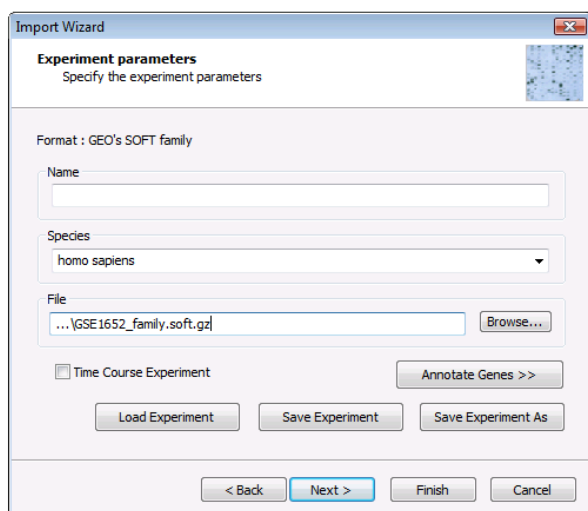 Import Wizard
Experiment parameters
Specify the experiment parameters
Format : GEO's SOFT family
Name
Species
homo sapiens
File
...\GSE1652_family.soft.gz
Browse...
Time Course Experiment
Annotate Genes >>
Load Experiment
Save Experiment
Save Experiment As
< Back
Next >
Finish
Cancel